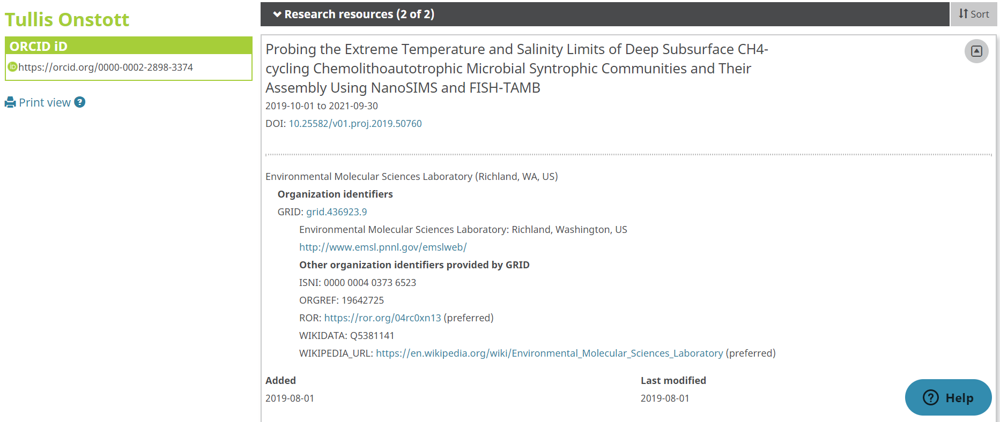 Tullis Onstott
ORCID iD
iD https://orcid.org/0000-0002-2898-3374
Print view ?
Research resources (2 of 2)
Sort
Probing the Extreme Temperature and Salinity Limits of Deep Subsurface CH4-
cycling Chemolithoautotrophic Microbial Syntrophic Communities and Their
Assembly Using NanoSIMS and FISH-TAMB
2019-10-01 to 2021-09-30
DOI: 10.25582/v01.proj.2019.50760
Environmental Molecular Sciences Laboratory (Richland, WA, US)
Organization identifiers
GRID: grid.436923.9
Environmental Molecular Sciences Laboratory: Richland, Washington, US
http://www.emsl.pnnl.gov/emslweb/
Other organization identifiers provided by GRID
ISNI: 0000 0004 0373 6523
ORGREF: 19642725
ROR: https://ror.org/04rc0xn13 (preferred)
WIKIDATA: Q5381141
WIKIPEDIA_URL: https://en.wikipedia.org/wiki/Environmental_Molecular_Sciences_Laboratory (preferred)
Added
2019-08-01
Last modified
2019-08-01
? Help